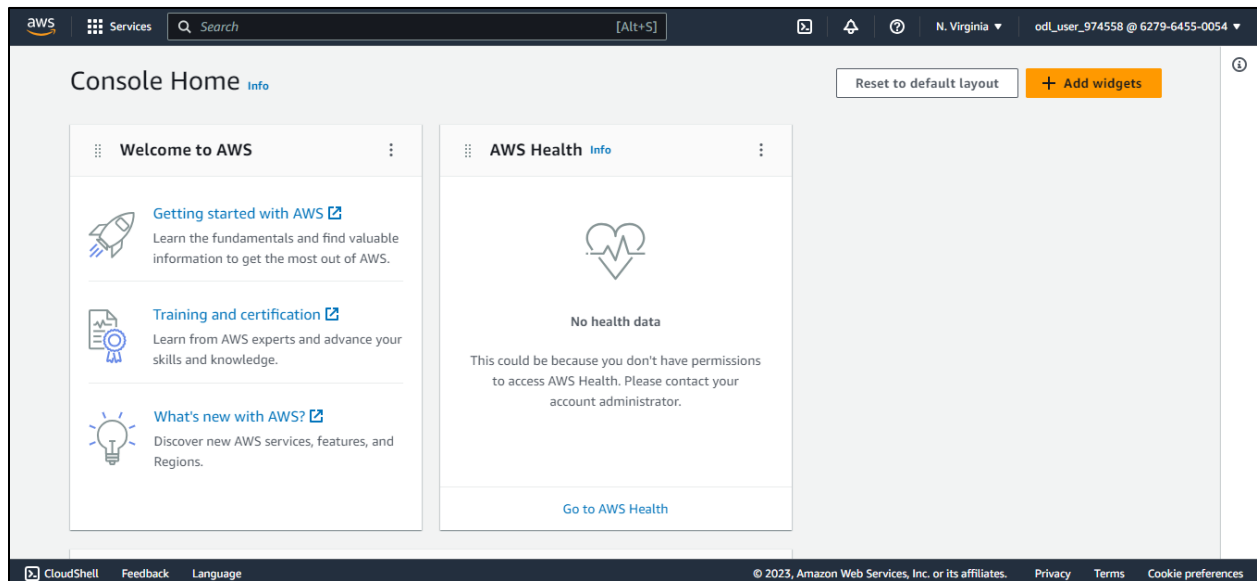 aws
Services
Search
[Alt+S]
N. Virginia
odl_user_974558 @ 6279-6455-0054
Console Home Info
Reset to default layout
Add widgets
Welcome to AWS
Getting started with AWS
Learn the fundamentals and find valuable
information to get the most out of AWS.
Training and certification
Learn from AWS experts and advance your
skills and knowledge.
What's new with AWS?
Discover new AWS services, features, and
Regions.
AWS Health Info
No health data
This could be because you don't have permissions
to access AWS Health. Please contact your
account administrator.
Go to AWS Health
CloudShell
Feedback
Language
© 2023, Amazon Web Services, Inc. or its affiliates.
Privacy
Terms
Cookie preferences